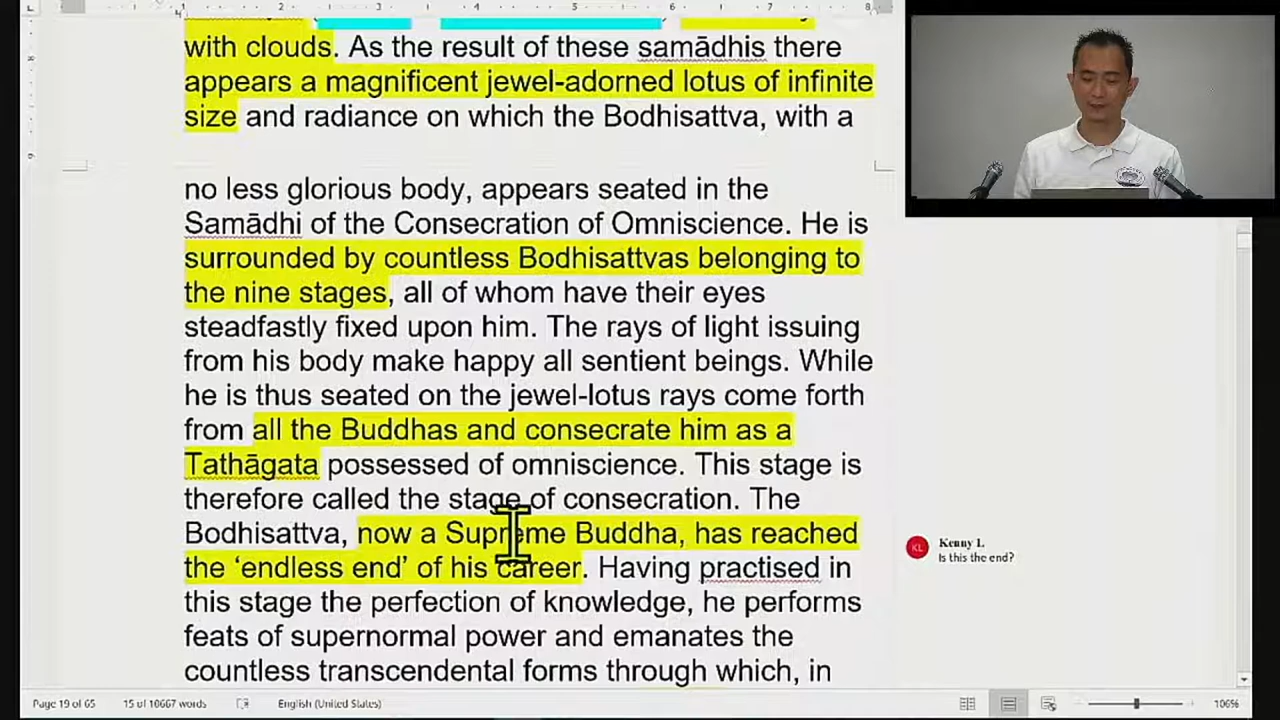 with clouds. As the result of these samādhis there
appears a magnificent jewel-adorned lotus of infinite
size and radiance on which the Bodhisattva, with a
no less glorious body, appears seated in the
Samādhi of the Consecration of Omniscience. He is
surrounded by countless Bodhisattvas belonging to
the nine stages, all of whom have their eyes
steadfastly fixed upon him. The rays of light issuing
from his body make happy all sentient beings. While
he is thus seated on the jewel-lotus rays come forth
from all the Buddhas and consecrate him as a
Tathāgata possessed of omniscience. This stage is
therefore called the stage of consecration. The
Bodhisattva, now a Supreme Buddha, has reached
the ‘endless end’ of his career. Having practised in
this stage the perfection of knowledge, he performs
feats of supernormal power and emanates the
countless transcendental forms through which, in
KL Kenny L
Is this the end?
Page 19 of 65 15 of 10667 words English (United States) 106%